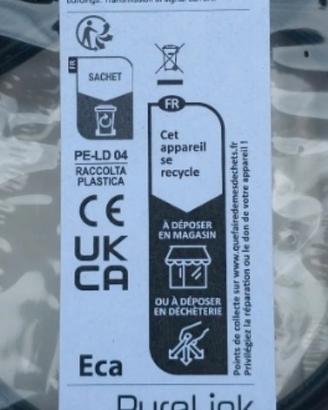 FR
SACHET
PE-LD 04
RACCOLTA
PLASTICA
CE
UK
CA
Eca
FR
Cet
appareil
se
recycle
À DÉPOSER
EN MAGASIN
OU À DÉPOSER
EN DÉCHÈTERIE
Points de collecte sur www.quefairedemesdechets.fr
Privilégiez la réparation ou le don de votre appareil !
PureLink